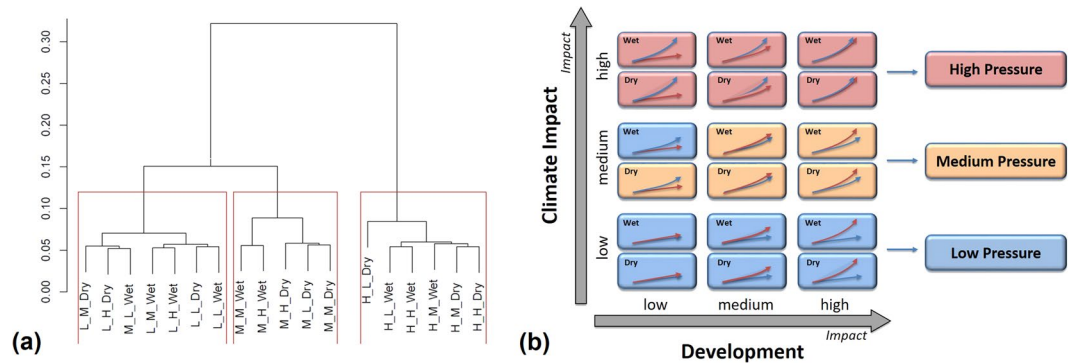 0.30
0.25
0.20
0.15
0.10
0.05
0.00
L_M_Dry
L_H_Dry
M_L_Wet
L_M_Wet
L_H_Wet
L_L_Dry
L_L_Wet
M_M_Wet
M_H_Wet
M_H_Dry
M_L_Dry
M_M_Dry
H_L_Dry
H_L_Wet
H_H_Wet
H_M_Wet
H_M_Dry
H_H_Dry
(a)
Climate Impact
Impact
high
Wet Wet Wet
Dry Dry Dry
High Pressure
medium
Wet Wet Wet
Dry Dry Dry
Medium Pressure
low
Wet Wet Wet
Dry Dry Dry
Low Pressure
low medium high
Impact
Development
(b)